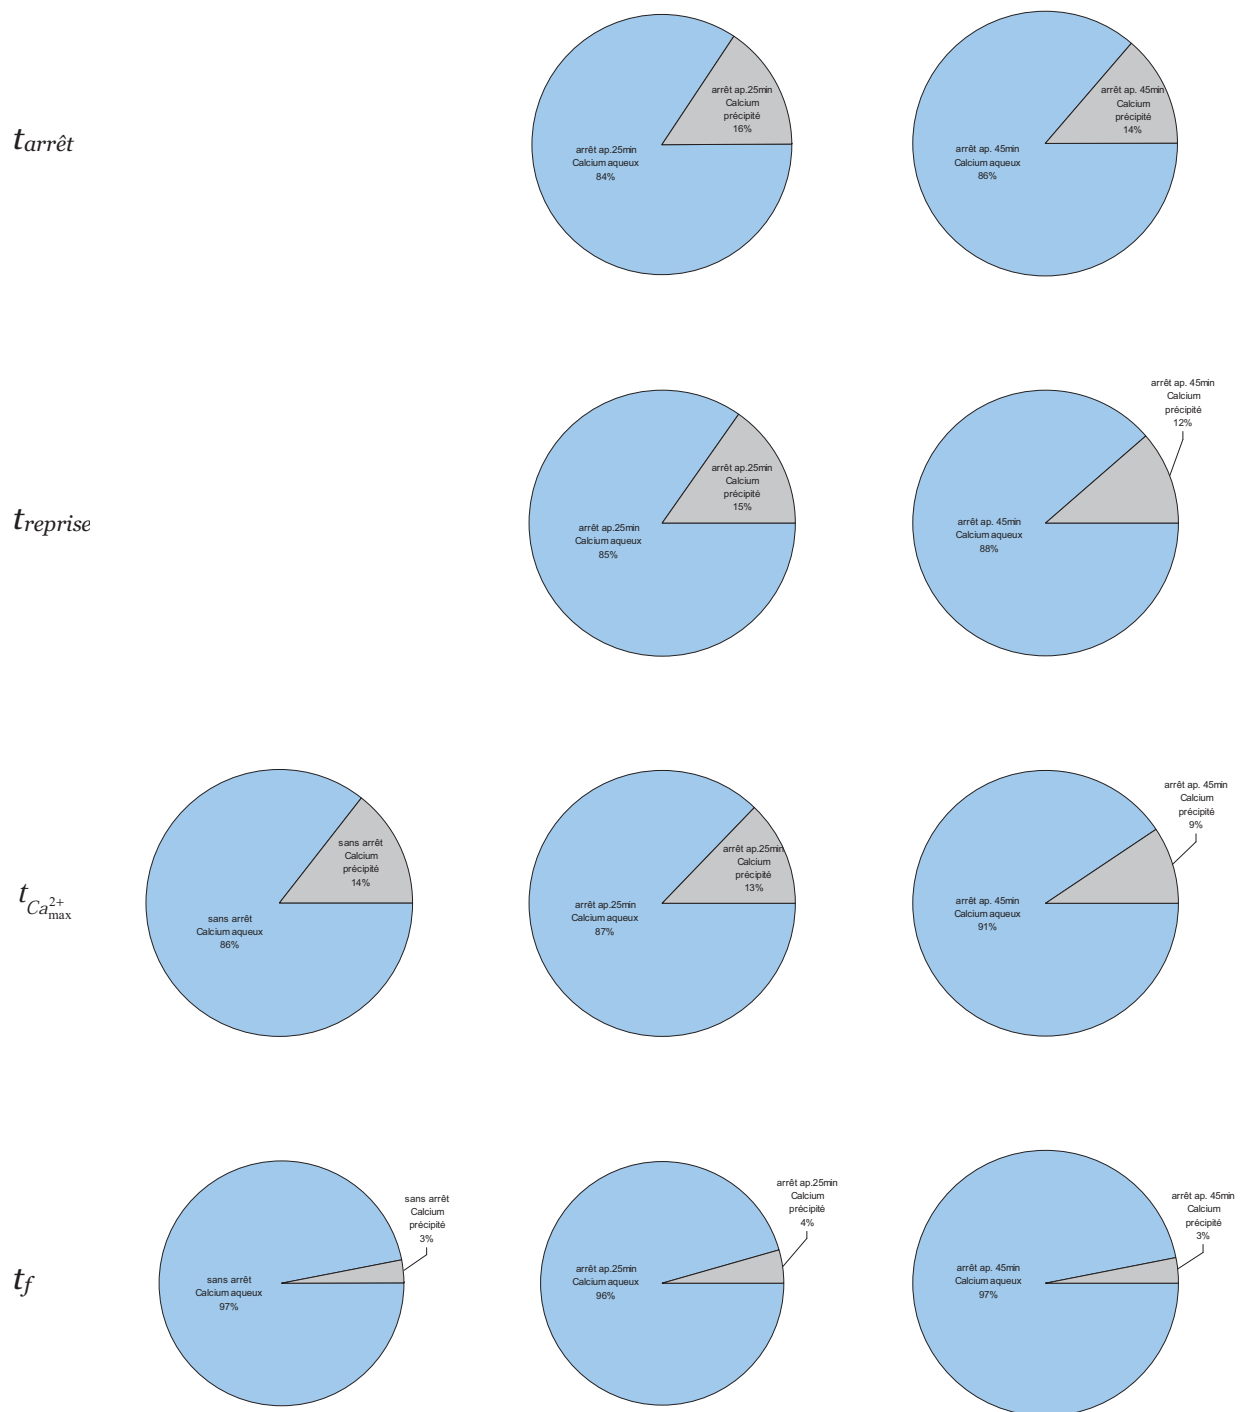 arrêt ap.25min
Calcium
précipité
16%
arrêt ap. 45min
Calcium
précipité
14%
t arrêt
arrêt ap.25min
Calcium aqueux
84%
arrêt ap. 45min
Calcium aqueux
86%
arrêt ap. 45min
Calcium
précipité
12%
arrêt ap.25min
Calcium
précipité
15%
t reprise
arrêt ap.25min
Calcium aqueux
85%
arrêt ap. 45min
Calcium aqueux
88%
arrêt ap. 45min
Calcium
précipité
9%
sans arrêt
Calcium
précipité
14%
arrêt ap.25min
Calcium
précipité
13%
t Ca2+ max
sans arrêt
Calcium aqueux
86%
arrêt ap.25min
Calcium aqueux
87%
arrêt ap. 45min
Calcium aqueux
91%
sans arrêt
Calcium
précipité
3%
arrêt ap.25min
Calcium
précipité
4%
arrêt ap. 45min
Calcium
précipité
3%
t f
sans arrêt
Calcium aqueux
97%
arrêt ap.25min
Calcium aqueux
96%
arrêt ap. 45min
Calcium aqueux
97%